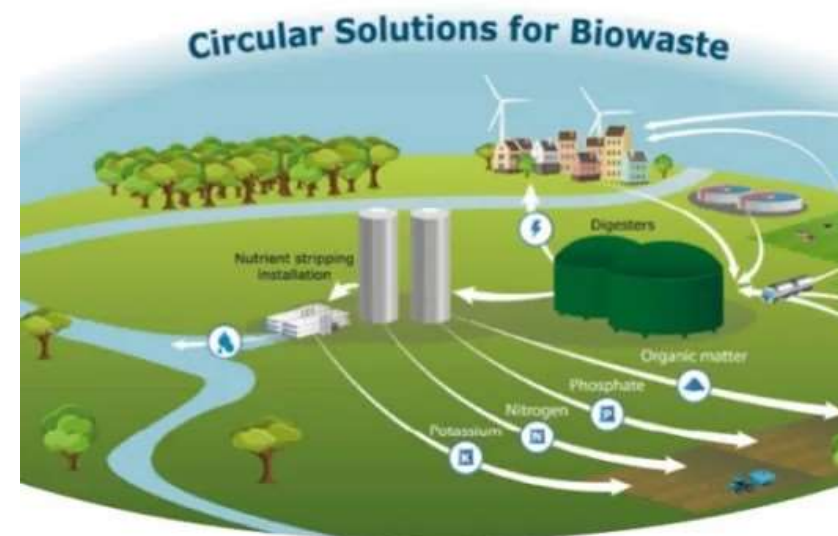 Circular Solutions for Biowaste
Digesters
Nutrient stripping
installation
Organic matter
Phosphate
P
Nitrogen
N
Potassium
K